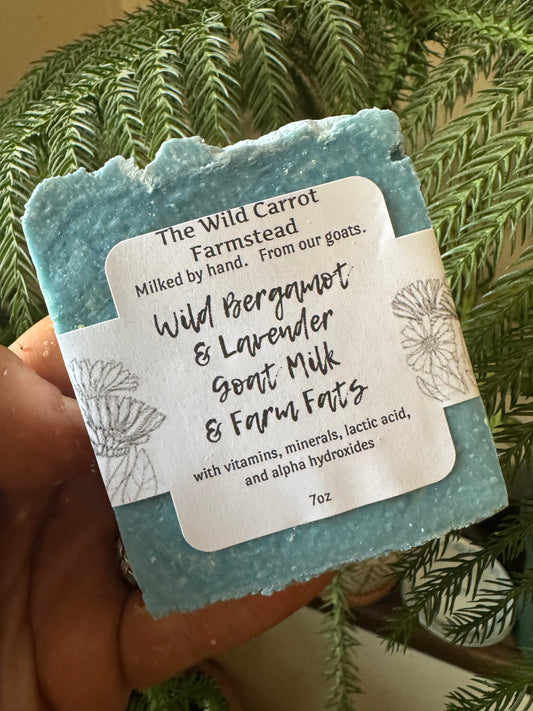 The Wild Carrot
Farmstead
Milked by hand. From our goats.
Wild Bergamot
& Lavender
Goat Milk
& Farm Fats
with vitamins, minerals, lactic acid,
and alpha hydroxides
7oz